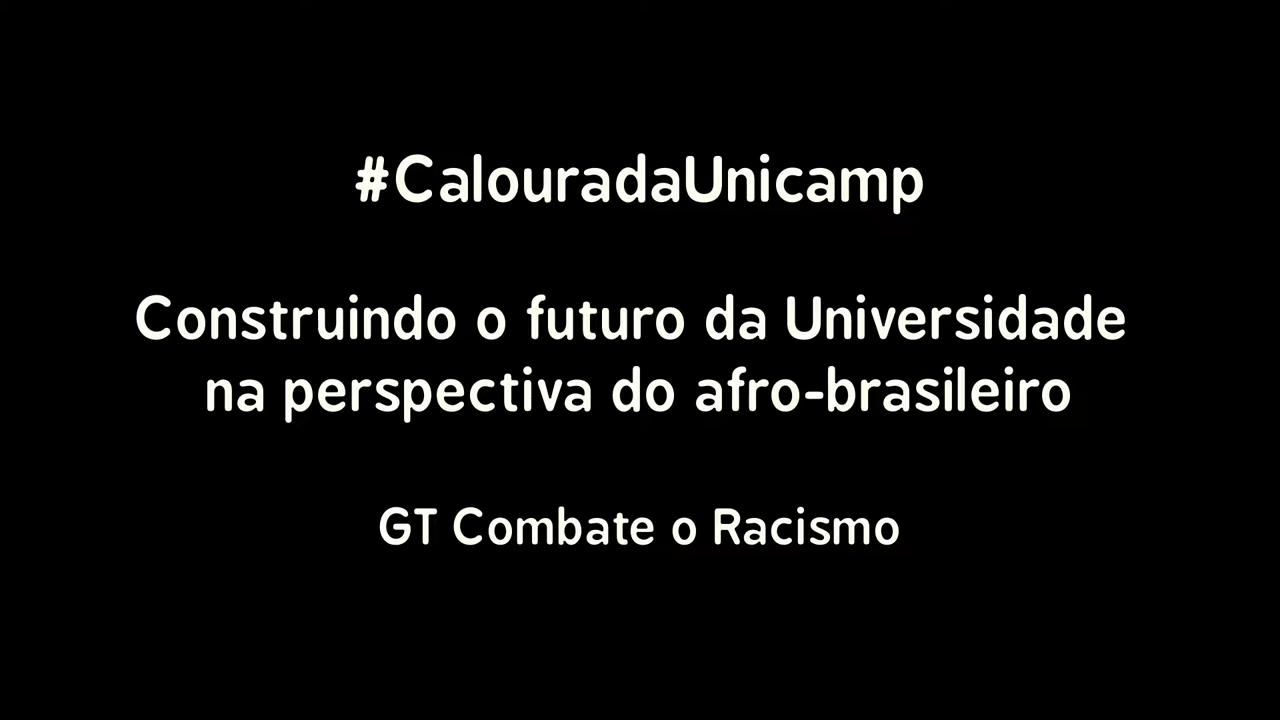 #CalouradaUnicamp
Construindo o futuro da Universidade
na perspectiva do afro-brasileiro
GT Combate o Racismo